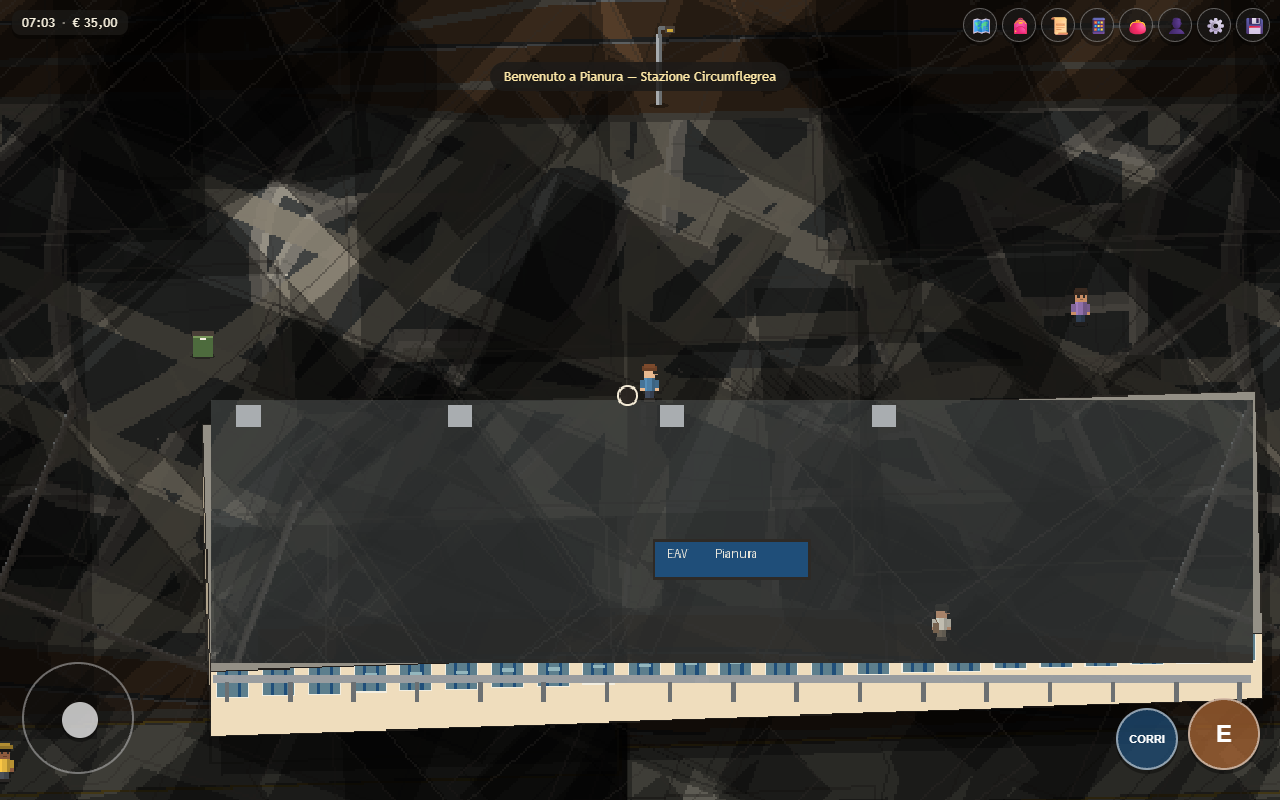 07:03 · € 35,00
Benvenuto a Pianura — Stazione Circumflegrea
EAV Pianura
CORRI
E